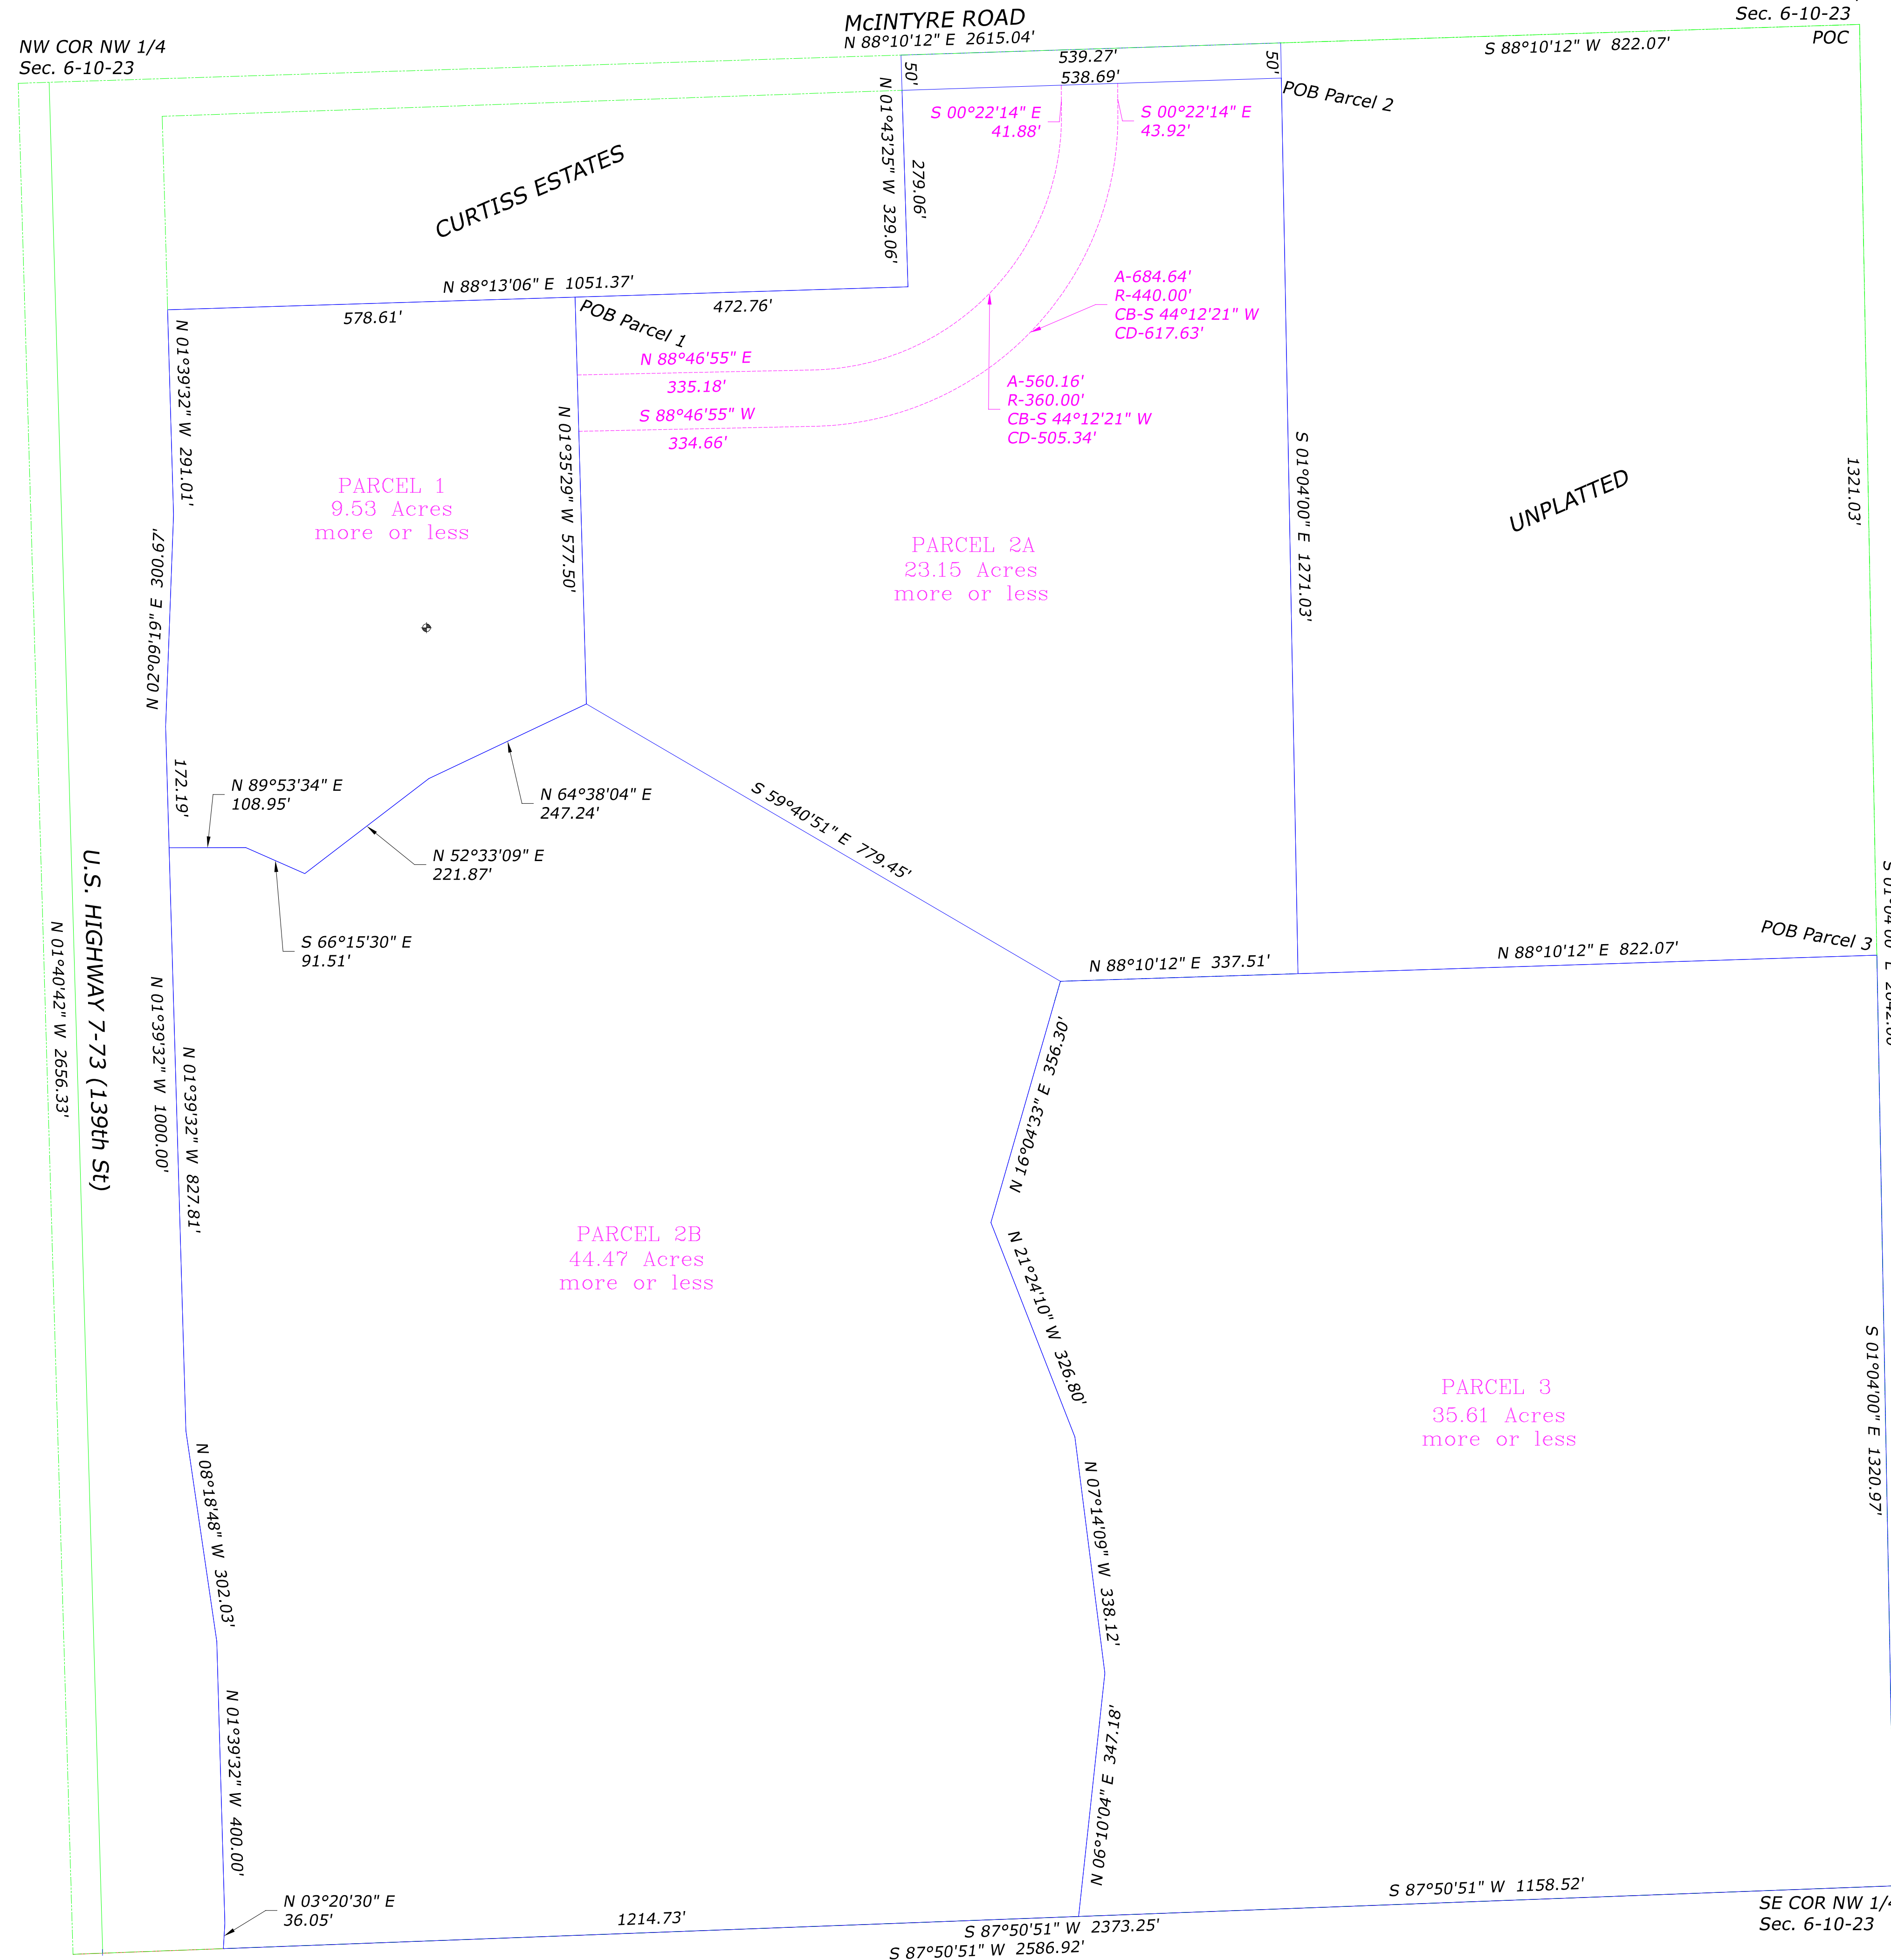 McINTYRE ROAD
N 88°10'12" E 2615.04'
Sec. 6-10-23
POC
NW COR NW 1/4
Sec. 6-10-23
S 88°10'12" W 822.07'
539.27'
538.69'
50'
50'
POB Parcel 2
S 00°22'14" E
41.88'
S 00°22'14" E
43.92'
N 01°43'25" W 329.06'
279.06'
CURTISS ESTATES
N 88°13'06" E 1051.37'
578.61'
472.76'
POB Parcel 1
A-684.64'
R-440.00'
CB-S 44°12'21" W
CD-617.63'
N 88°46'55" E
335.18'
S 88°46'55" W
334.66'
A-560.16'
R-360.00'
CB-S 44°12'21" W
CD-505.34'
N 01°39'32" W 291.01'
N 01°35'29" W 577.50'
S 01°04'00" E 1271.03'
1321.03'
UNPLATTED
PARCEL 1
9.53 Acres
more or less
PARCEL 2A
23.15 Acres
more or less
N 02°09'19" E 300.67'
172.19'
N 89°53'34" E
108.95'
N 64°38'04" E
247.24'
N 52°33'09" E
221.87'
S 66°15'30" E
91.51'
S 59°40'51" E 779.45'
N 88°10'12" E 337.51'
N 88°10'12" E 822.07'
POB Parcel 3
S 01°04'00" E
U.S. HIGHWAY 7-73 (139th St)
N 01°40'42" W 2656.33'
N 01°39'32" W 1000.00'
N 01°39'32" W 827.81'
N 16°04'33" E 356.30'
N 21°24'10" W 326.80'
PARCEL 2B
44.47 Acres
more or less
PARCEL 3
35.61 Acres
more or less
S 01°04'00" E 1320.97'
N 08°18'48" W 302.03'
N 07°14'09" W 338.12'
N 01°39'32" W 400.00'
N 06°10'04" E 347.18'
N 03°20'30" E
36.05'
1214.73'
S 87°50'51" W 1158.52'
S 87°50'51" W 2373.25'
S 87°50'51" W 2586.92'
SE COR NW 1/4
Sec. 6-10-23